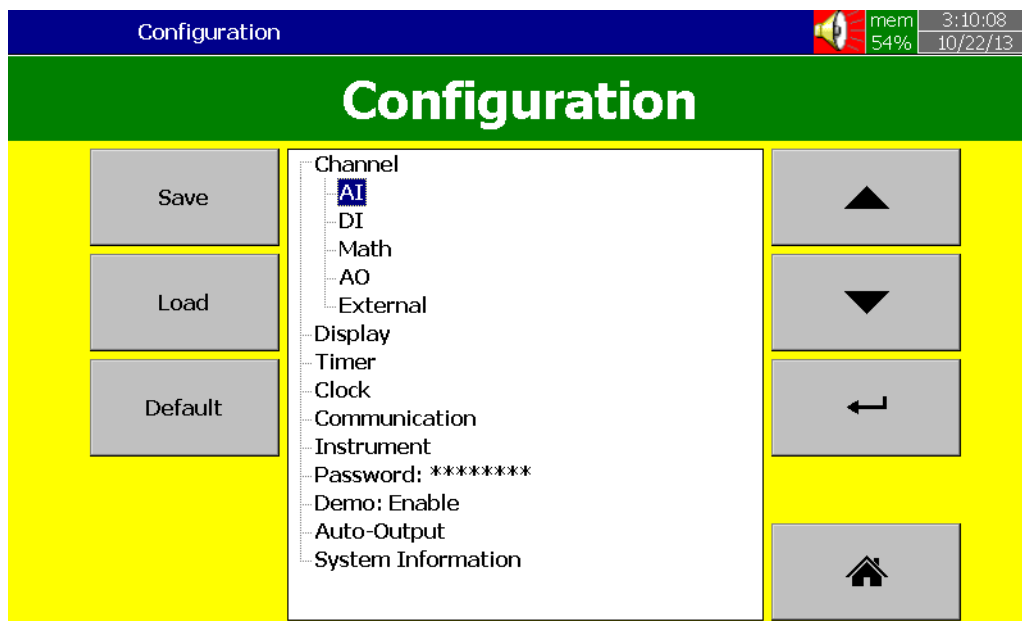 Configuration
mem 3:10:08
54% 10/22/13
Configuration
Save
Load
Default
Channel
AI
DI
Math
AO
External
Display
Timer
Clock
Communication
Instrument
Password: ********
Demo: Enable
Auto-Output
System Information